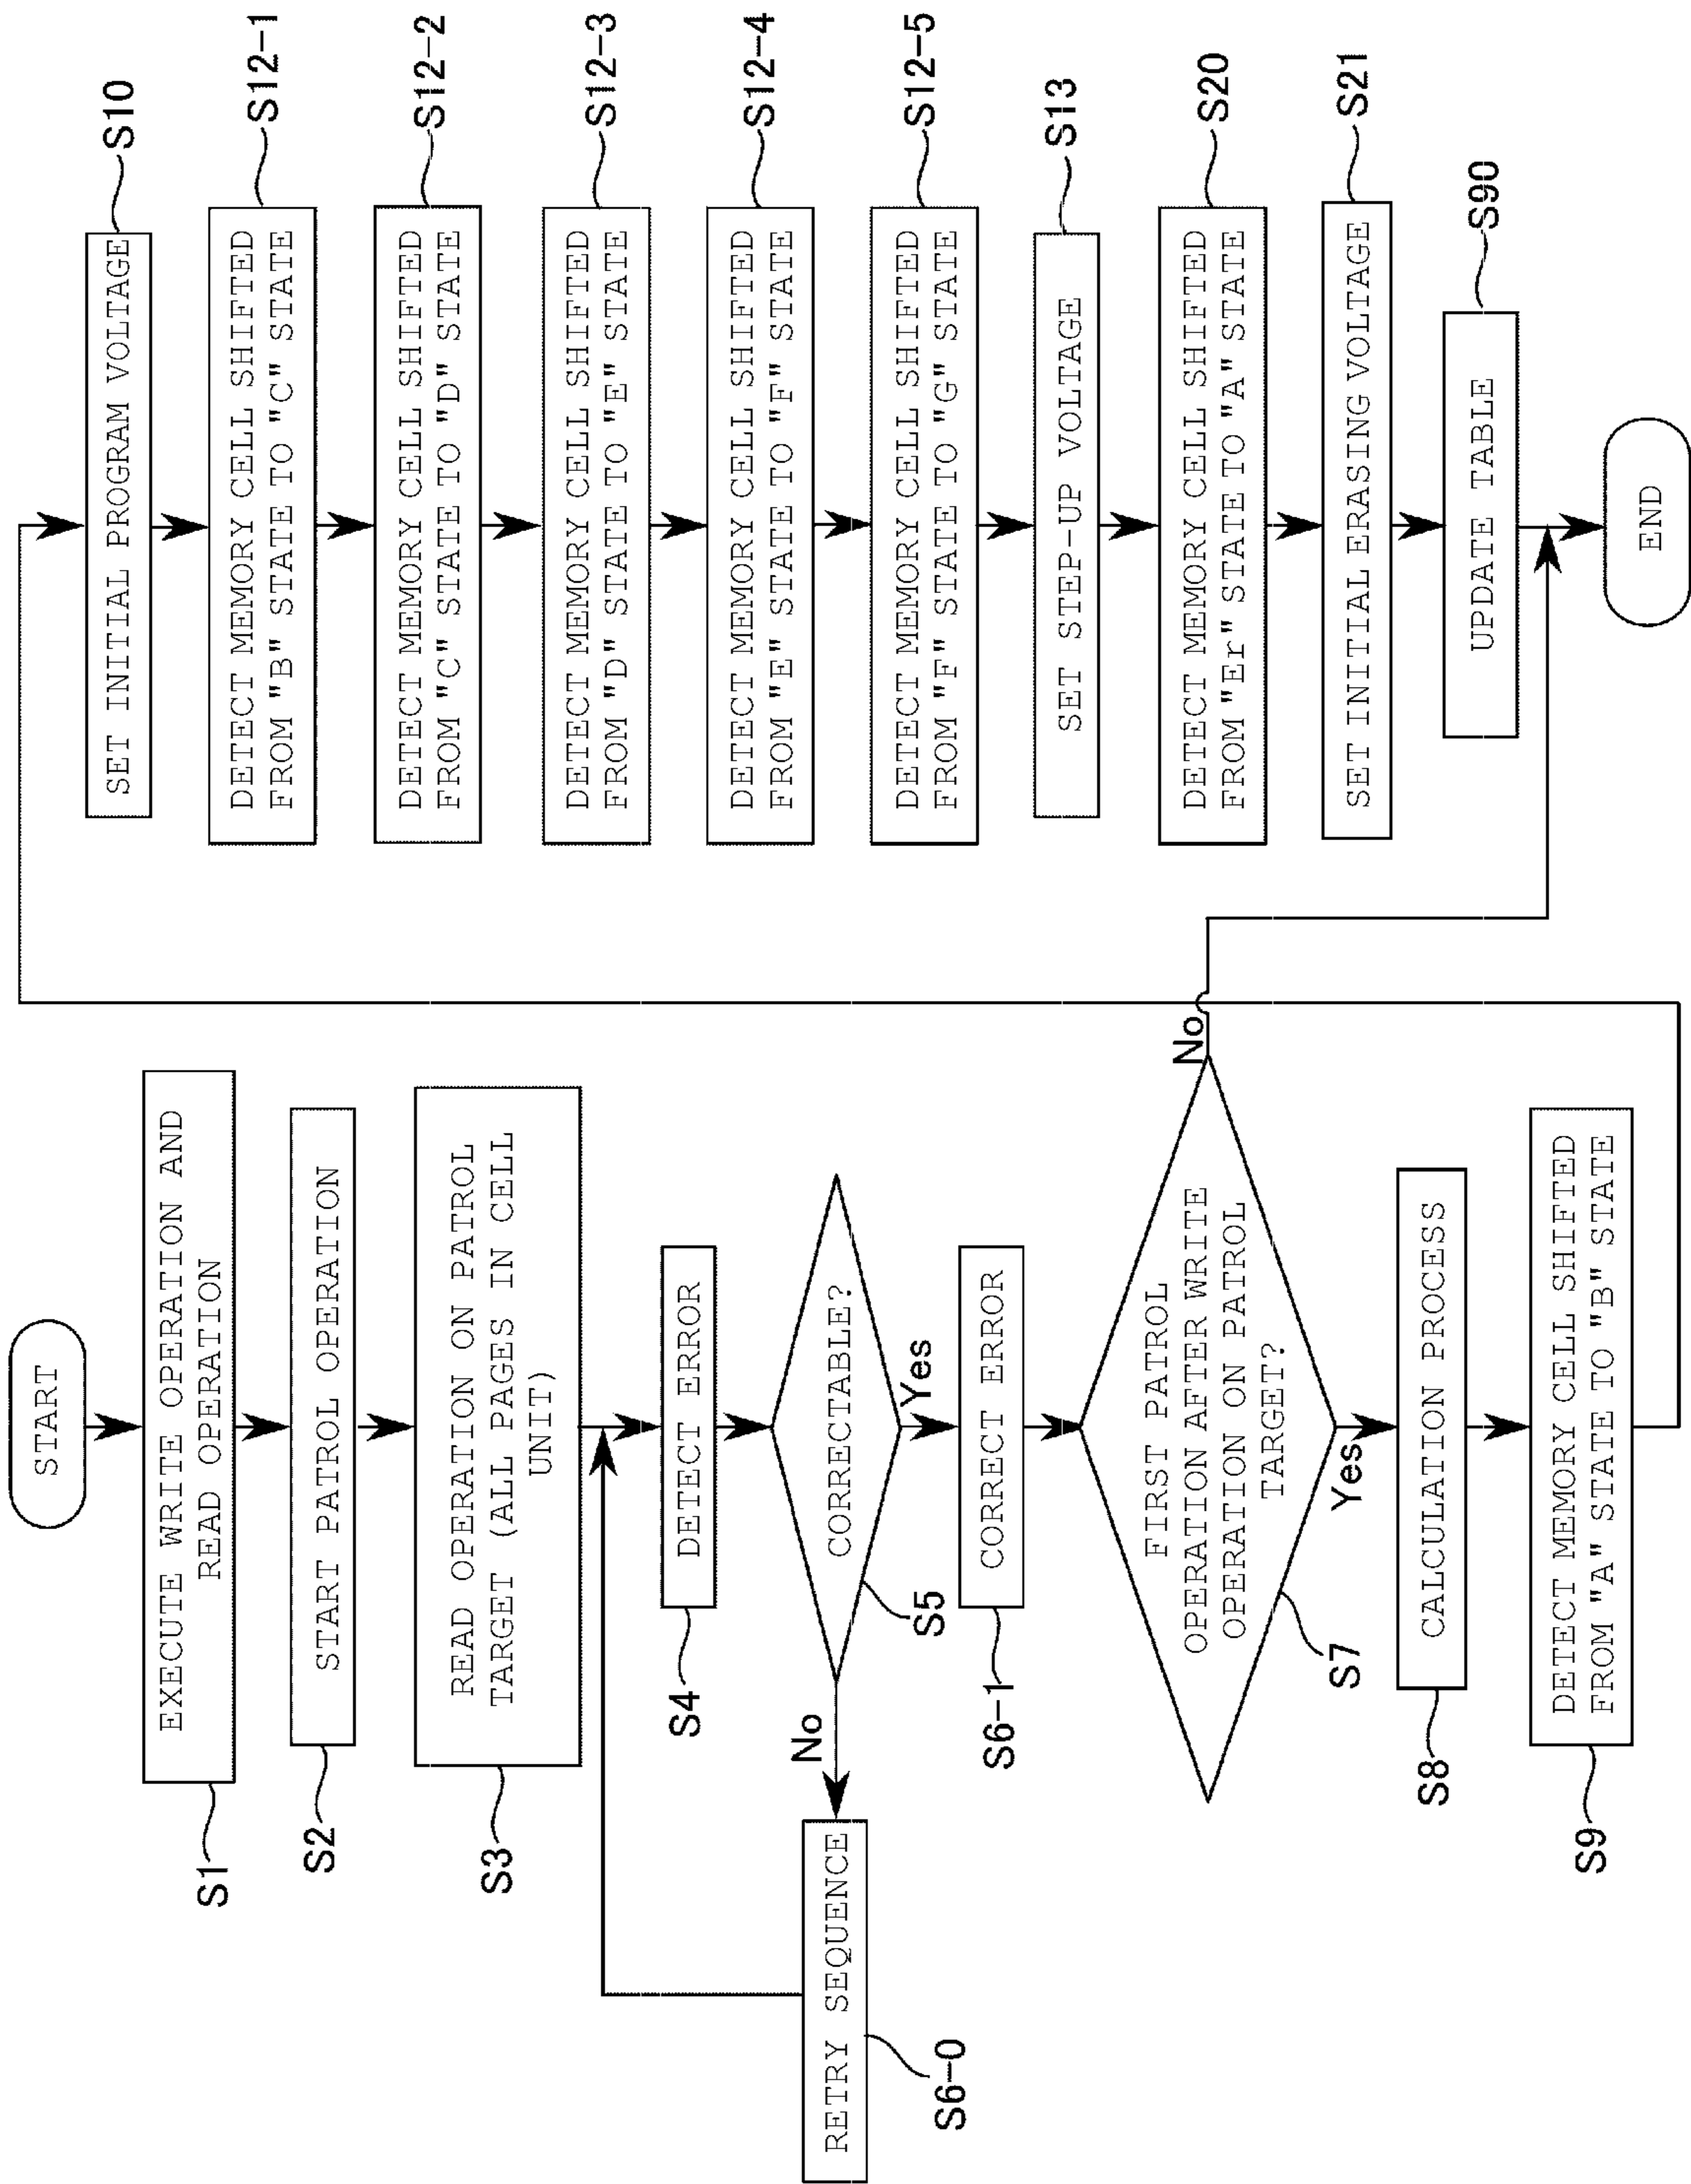 START
EXECUTE WRITE OPERATION AND
READ OPERATION
S1
START PATROL OPERATION
S2
READ OPERATION ON PATROL
TARGET (ALL PAGES IN CELL
UNIT)
S3
DETECT ERROR
S4
CORRECTABLE?
S5
No
Yes
RETRY SEQUENCE
S6-0
CORRECT ERROR
S6-1
FIRST PATROL
OPERATION AFTER WRITE
OPERATION ON PATROL
TARGET?
S7
No
Yes
CALCULATION PROCESS
S8
DETECT MEMORY CELL SHIFTED
FROM "A" STATE TO "B" STATE
S9
SET INITIAL PROGRAM VOLTAGE
S10
DETECT MEMORY CELL SHIFTED
FROM "B" STATE TO "C" STATE
S12-1
DETECT MEMORY CELL SHIFTED
FROM "C" STATE TO "D" STATE
S12-2
DETECT MEMORY CELL SHIFTED
FROM "D" STATE TO "E" STATE
S12-3
DETECT MEMORY CELL SHIFTED
FROM "E" STATE TO "F" STATE
S12-4
DETECT MEMORY CELL SHIFTED
FROM "F" STATE TO "G" STATE
S12-5
SET STEP-UP VOLTAGE
S13
DETECT MEMORY CELL SHIFTED
FROM "Er" STATE TO "A" STATE
S20
SET INITIAL ERASING VOLTAGE
S21
UPDATE TABLE
S90
END